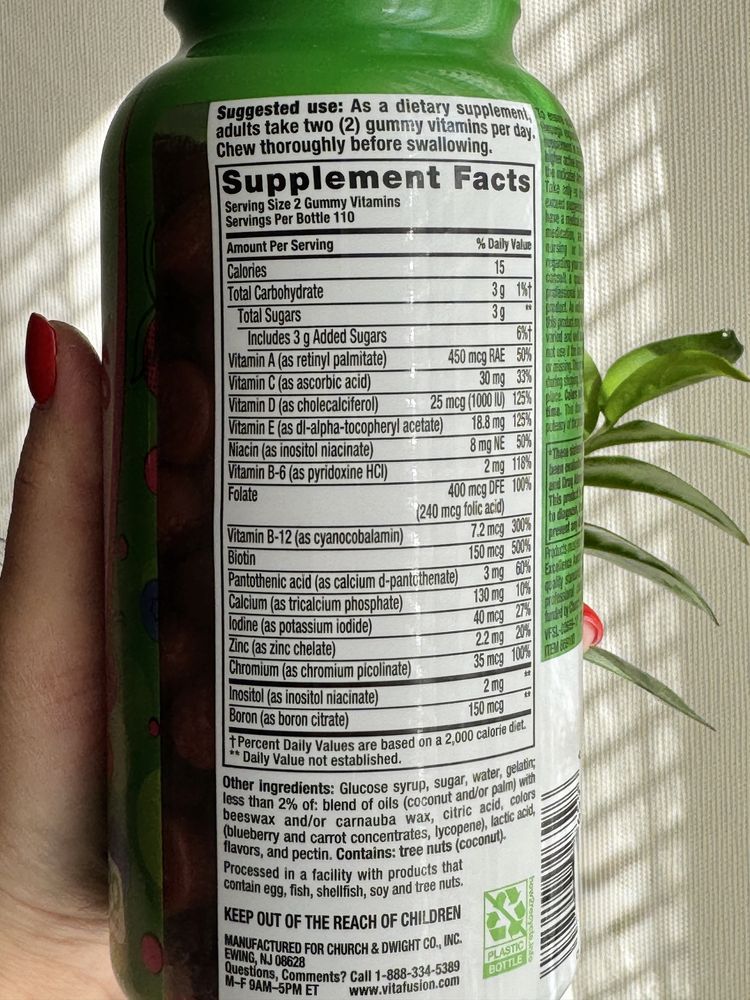 Suggested use: As a dietary supplement,
adults take two (2) gummy vitamins per day.
Chew thoroughly before swallowing.
Supplement Facts
Serving Size 2 Gummy Vitamins
Servings Per Bottle 110
Amount Per Serving % Daily Value
Calories 15
Total Carbohydrate 3 g 1%†
Total Sugars 3 g **
Includes 3 g Added Sugars 6%†
Vitamin A (as retinyl palmitate) 450 mcg RAE 50%
Vitamin C (as ascorbic acid) 30 mg 33%
Vitamin D (as cholecalciferol) 25 mcg (1000 IU) 125%
Vitamin E (as dl-alpha-tocopheryl acetate) 18.8 mg 125%
Niacin (as inositol niacinate) 8 mg NE 50%
Vitamin B-6 (as pyridoxine HCl) 2 mg 118%
Folate 400 mcg DFE 100%
(240 mcg folic acid)
Vitamin B-12 (as cyanocobalamin) 7.2 mcg 300%
Biotin 150 mcg 500%
Pantothenic acid (as calcium d-pantothenate) 3 mg 60%
Calcium (as tricalcium phosphate) 130 mg 10%
Iodine (as potassium iodide) 40 mcg 27%
Zinc (as zinc chelate) 2.2 mg 20%
Chromium (as chromium picolinate) 35 mcg 100%
Inositol (as inositol niacinate) 2 mg **
Boron (as boron citrate) 150 mcg **
†Percent Daily Values are based on a 2,000 calorie diet.
** Daily Value not established.
Other ingredients: Glucose syrup, sugar, water, gelatin;
less than 2% of: blend of oils (coconut and/or palm) with
beeswax and/or carnauba wax, citric acid, colors
(blueberry and carrot concentrates, lycopene), lactic acid,
flavors, and pectin. Contains: tree nuts (coconut).
Processed in a facility with products that
contain egg, fish, shellfish, soy and tree nuts.
KEEP OUT OF THE REACH OF CHILDREN
MANUFACTURED FOR CHURCH & DWIGHT CO., INC.
EWING, NJ 08628
Questions, Comments? Call 1-888-334-5389
M–F 9AM–5PM ET www.vitafusion.com
PLASTIC
BOTTLE
how2recycle.info